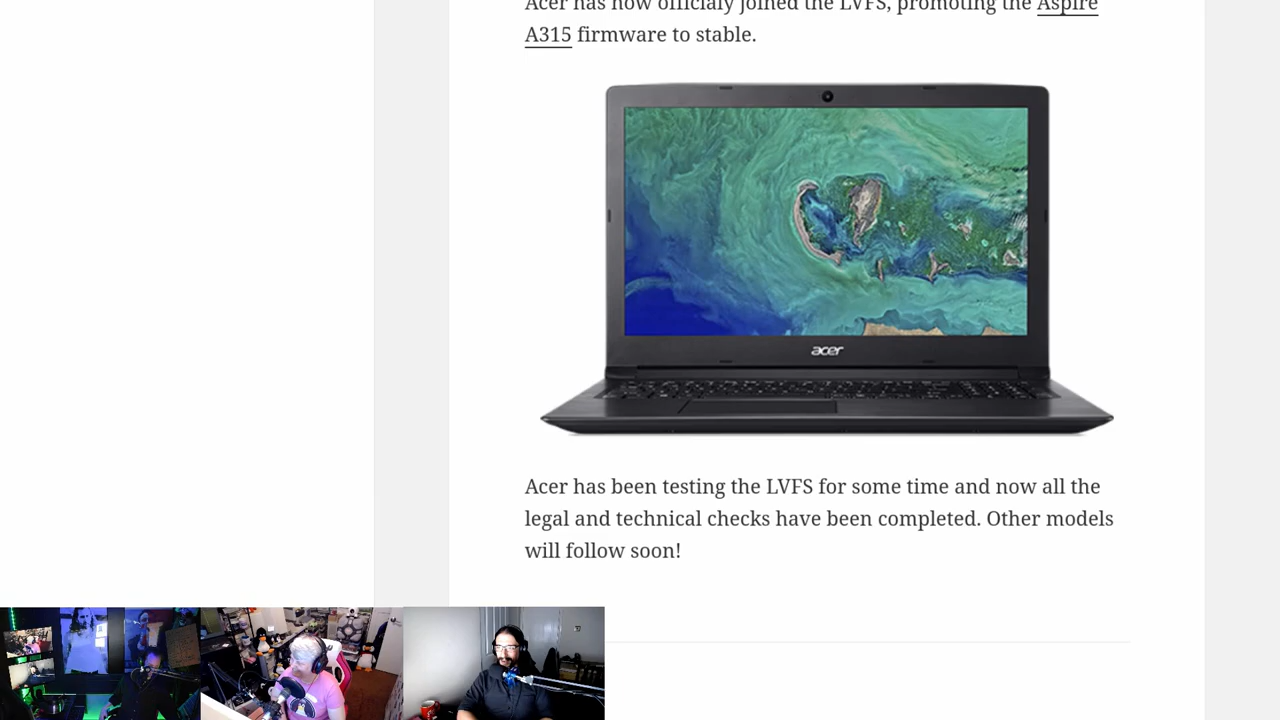 Acer has now officialy joined the LVFS, promoting the Aspire
A315 firmware to stable.
acer
Acer has been testing the LVFS for some time and now all the
legal and technical checks have been completed. Other models
will follow soon!